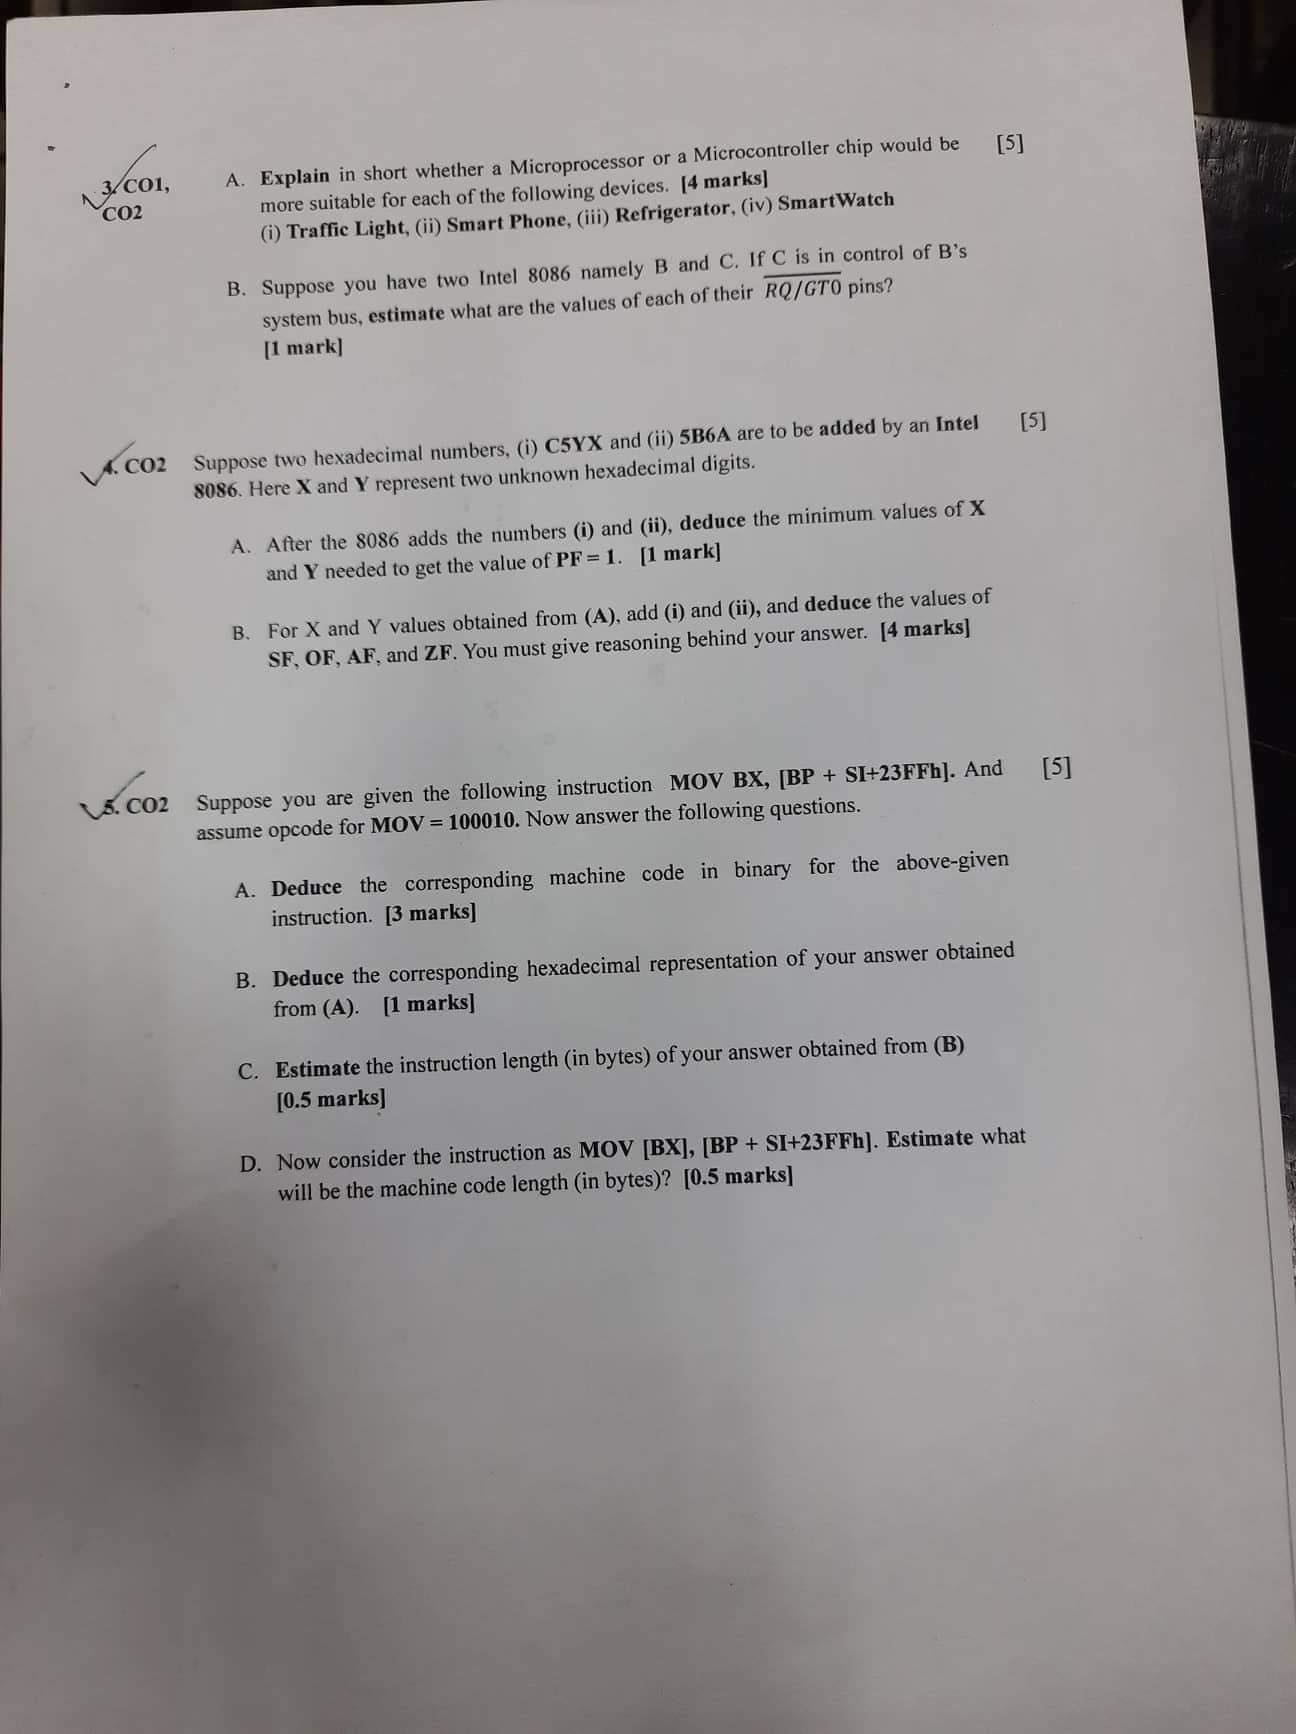 3. CO1, A. Explain in short whether a Microprocessor or a Microcontroller chip would be [5]
CO2 more suitable for each of the following devices. [4 marks]
(i) Traffic Light, (ii) Smart Phone, (iii) Refrigerator, (iv) SmartWatch
B. Suppose you have two Intel 8086 namely B and C. If C is in control of B's
system bus, estimate what are the values of each of their RQ/GT0 pins?
[1 mark]
4. CO2 Suppose two hexadecimal numbers, (i) C5YX and (ii) 5B6A are to be added by an Intel [5]
8086. Here X and Y represent two unknown hexadecimal digits.
A. After the 8086 adds the numbers (i) and (ii), deduce the minimum values of X
and Y needed to get the value of PF = 1. [1 mark]
B. For X and Y values obtained from (A), add (i) and (ii), and deduce the values of
SF, OF, AF, and ZF. You must give reasoning behind your answer. [4 marks]
5. CO2 Suppose you are given the following instruction MOV BX, [BP + SI+23FFh]. And [5]
assume opcode for MOV = 100010. Now answer the following questions.
A. Deduce the corresponding machine code in binary for the above-given
instruction. [3 marks]
B. Deduce the corresponding hexadecimal representation of your answer obtained
from (A). [1 marks]
C. Estimate the instruction length (in bytes) of your answer obtained from (B)
[0.5 marks]
D. Now consider the instruction as MOV [BX], [BP + SI+23FFh]. Estimate what
will be the machine code length (in bytes)? [0.5 marks]